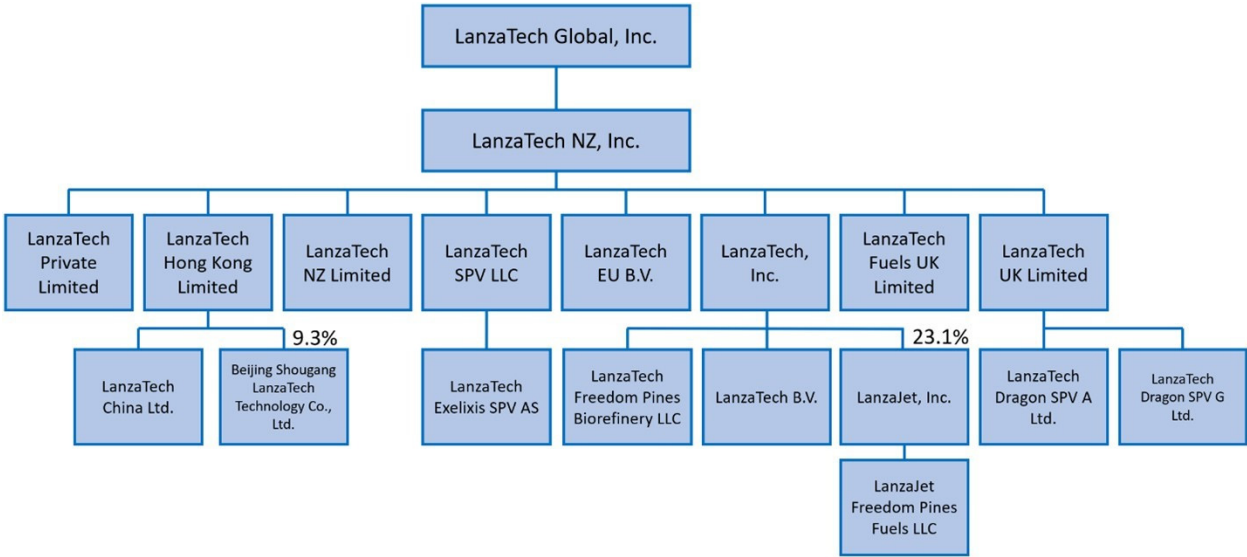 LanzaTech Global, Inc.
LanzaTech NZ, Inc.
LanzaTech
Private
Limited
LanzaTech
Hong Kong
Limited
LanzaTech
NZ Limited
LanzaTech
SPV LLC
LanzaTech
EU B.V.
LanzaTech,
Inc.
LanzaTech
Fuels UK
Limited
LanzaTech
UK Limited
LanzaTech
China Ltd.
9.3%
Beijing Shougang
LanzaTech
Technology Co.,
Ltd.
LanzaTech
Exelixis SPV AS
LanzaTech
Freedom Pines
Biorefinery LLC
LanzaTech B.V.
23.1%
LanzaJet, Inc.
LanzaTech
Dragon SPV A
Ltd.
LanzaTech
Dragon SPV G
Ltd.
LanzaJet
Freedom Pines
Fuels LLC